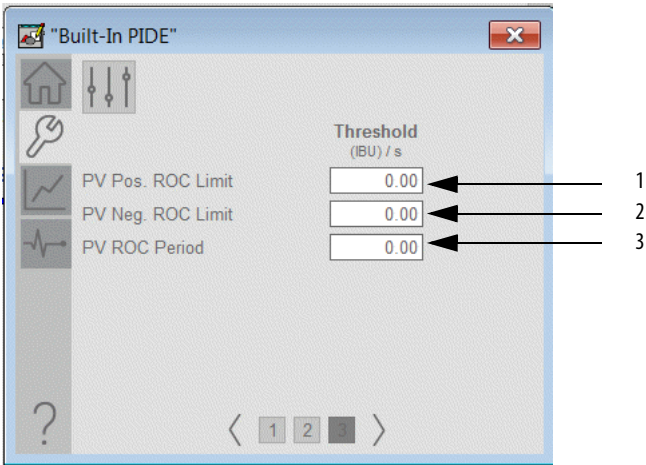 "Built-In PIDE"
Threshold
(IBU) / s
PV Pos. ROC Limit 0.00 1
PV Neg. ROC Limit 0.00 2
PV ROC Period 0.00 3
? 1 2 3